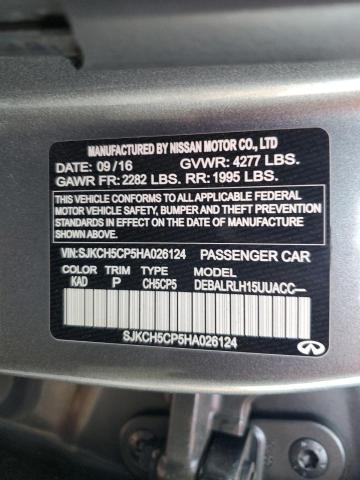 MANUFACTURED BY NISSAN MOTOR CO., LTD
DATE: 09/16 GVWR: 4277 LBS.
GAWR FR: 2282 LBS. RR: 1995 LBS.
THIS VEHICLE CONFORMS TO ALL APPLICABLE FEDERAL
MOTOR VEHICLE SAFETY, BUMPER AND THEFT PREVENTION
STANDARDS IN EFFECT ON THE DATE OF MANUFACTURE
SHOWN ABOVE.
VIN:SJKCH5CP5HA026124 PASSENGER CAR
COLOR TRIM TYPE MODEL
KAD P CH5CP5 DEBALRLH15UUACC—
SJKCH5CP5HA026124